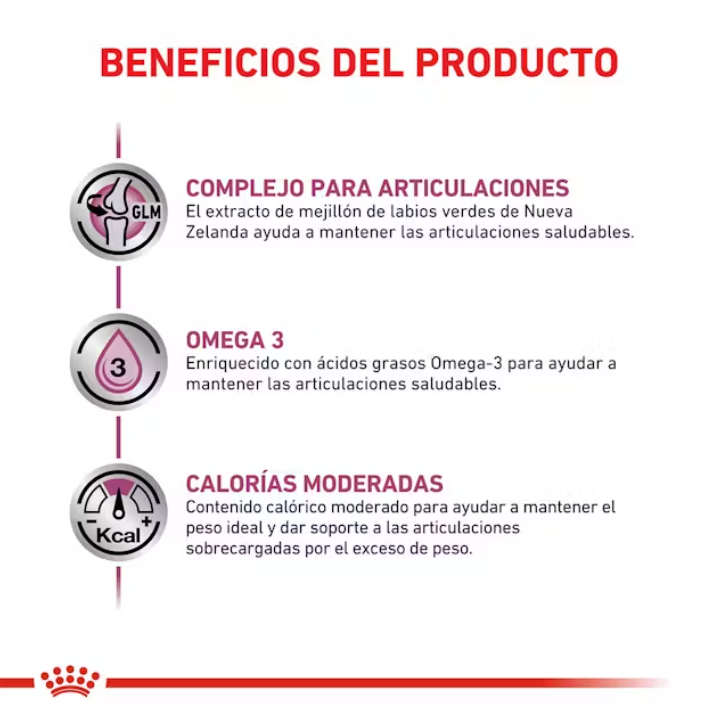 BENEFICIOS DEL PRODUCTO
GLM
COMPLEJO PARA ARTICULACIONES
El extracto de mejillón de labios verdes de Nueva
Zelanda ayuda a mantener las articulaciones saludables.
3
OMEGA 3
Enriquecido con ácidos grasos Omega-3 para ayudar a
mantener las articulaciones saludables.
- +
Kcal
CALORÍAS MODERADAS
Contenido calórico moderado para ayudar a mantener el
peso ideal y dar soporte a las articulaciones
sobrecargadas por el exceso de peso.